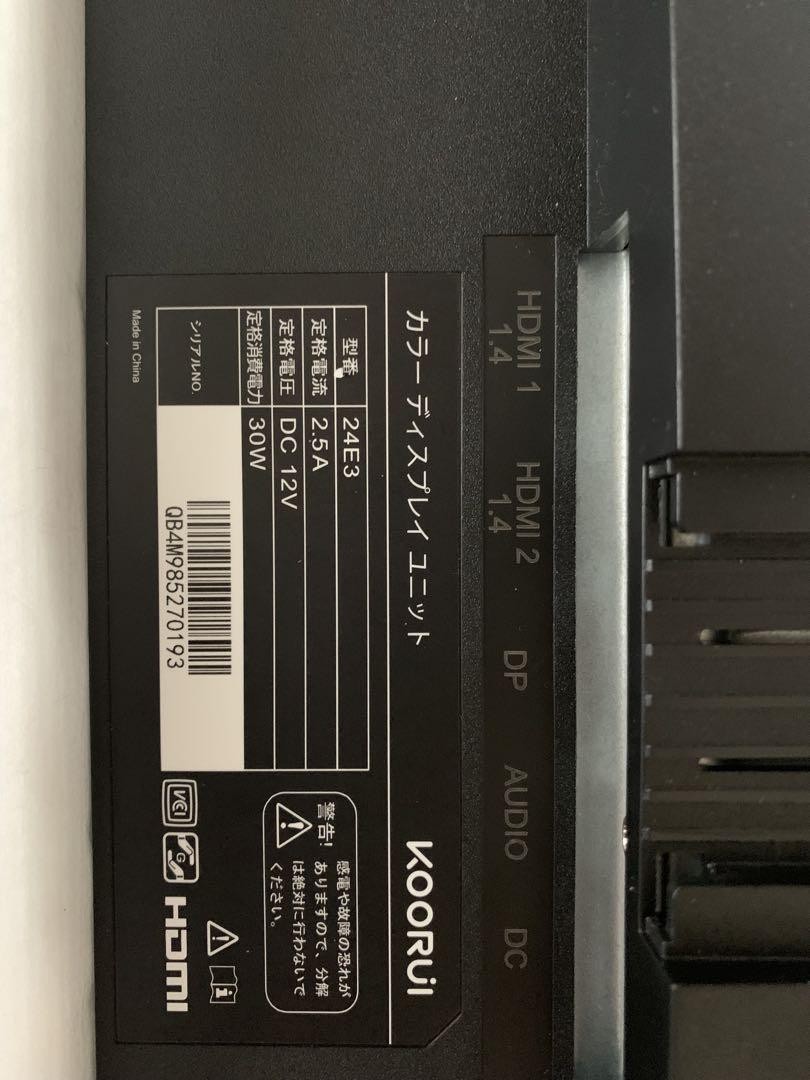 HDMI 1
1.4
HDMI 2
1.4
DP
AUDIO
DC
カラー ディスプレイ ユニット
KOORUi
型番 24E3
定格電流 2.5A
定格電圧 DC 12V
定格消費電力 30W
シリアルNO.
QB4M985270193
Made in China
警告!
感電や故障の恐れが
ありますので、分解
は絶対に行わないで
ください。
VCI
G
HDMI